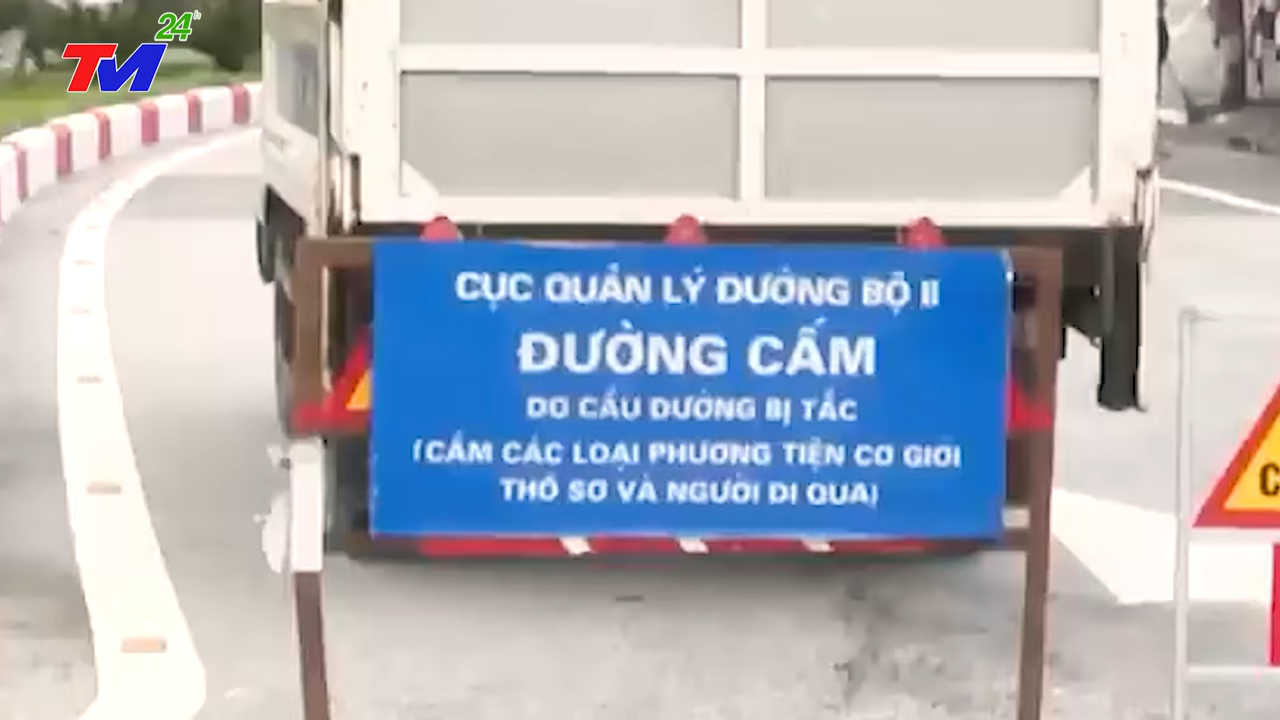 TM 24h
CỤC QUẢN LÝ ĐƯỜNG BỘ II
ĐƯỜNG CẤM
DO CẦU ĐƯỜNG BỊ TẮC
(CẤM CÁC LOẠI PHƯƠNG TIỆN CƠ GIỚI
THÔ SƠ VÀ NGƯỜI ĐI QUA)